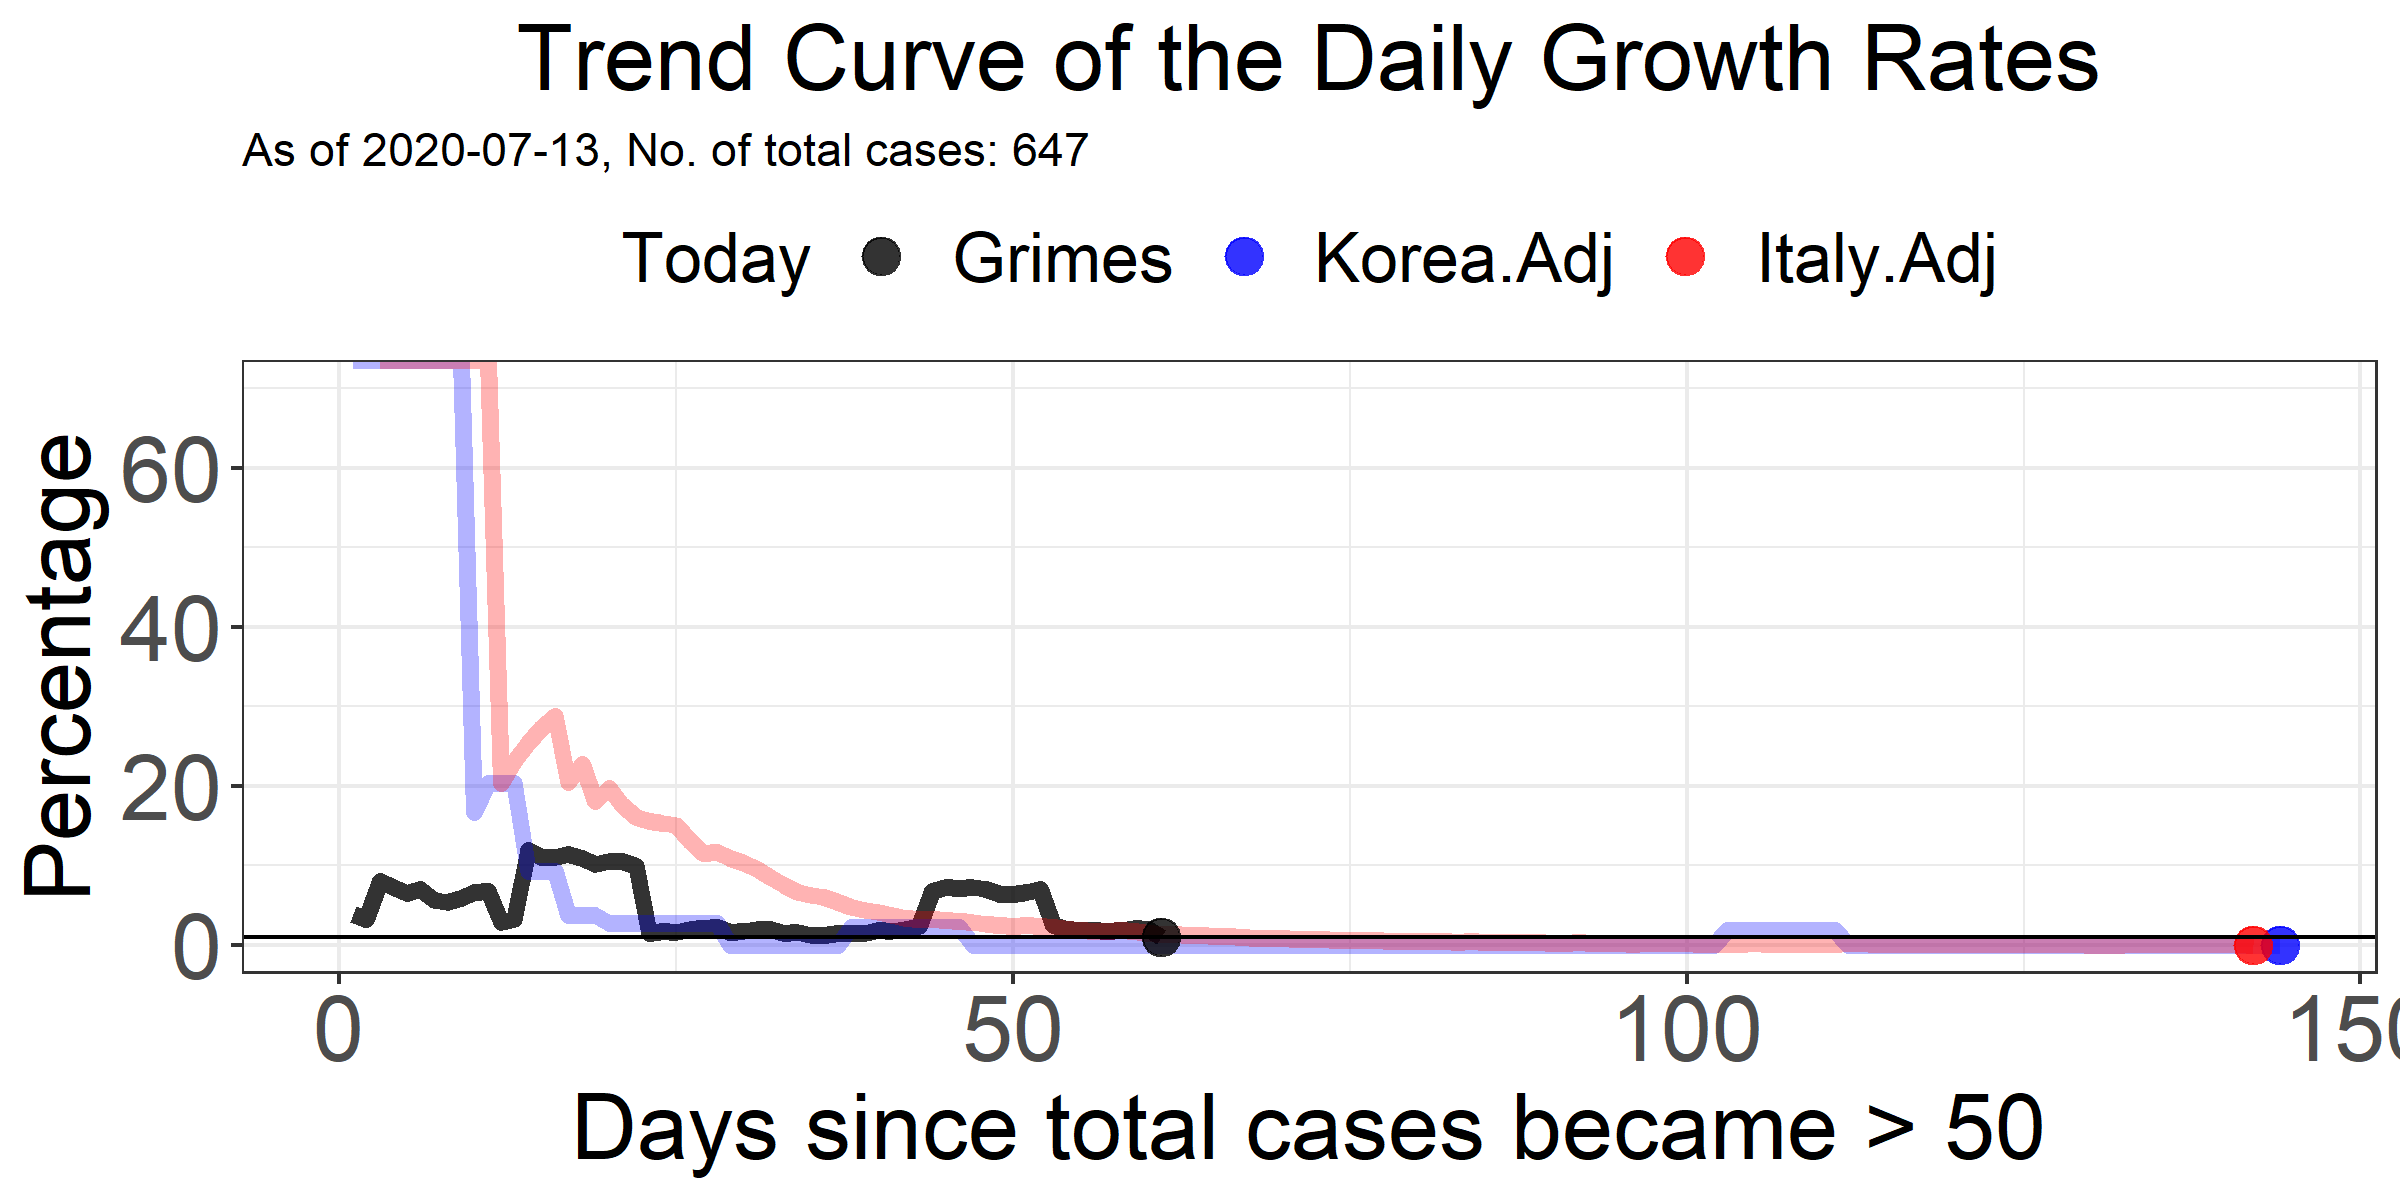 Trend Curve of the Daily Growth Rates
As of 2020-07-13, No. of total cases: 647
Today Grimes Korea.Adj Italy.Adj
Percentage
60
40
20
0
0 50 100 150
Days since total cases became > 50